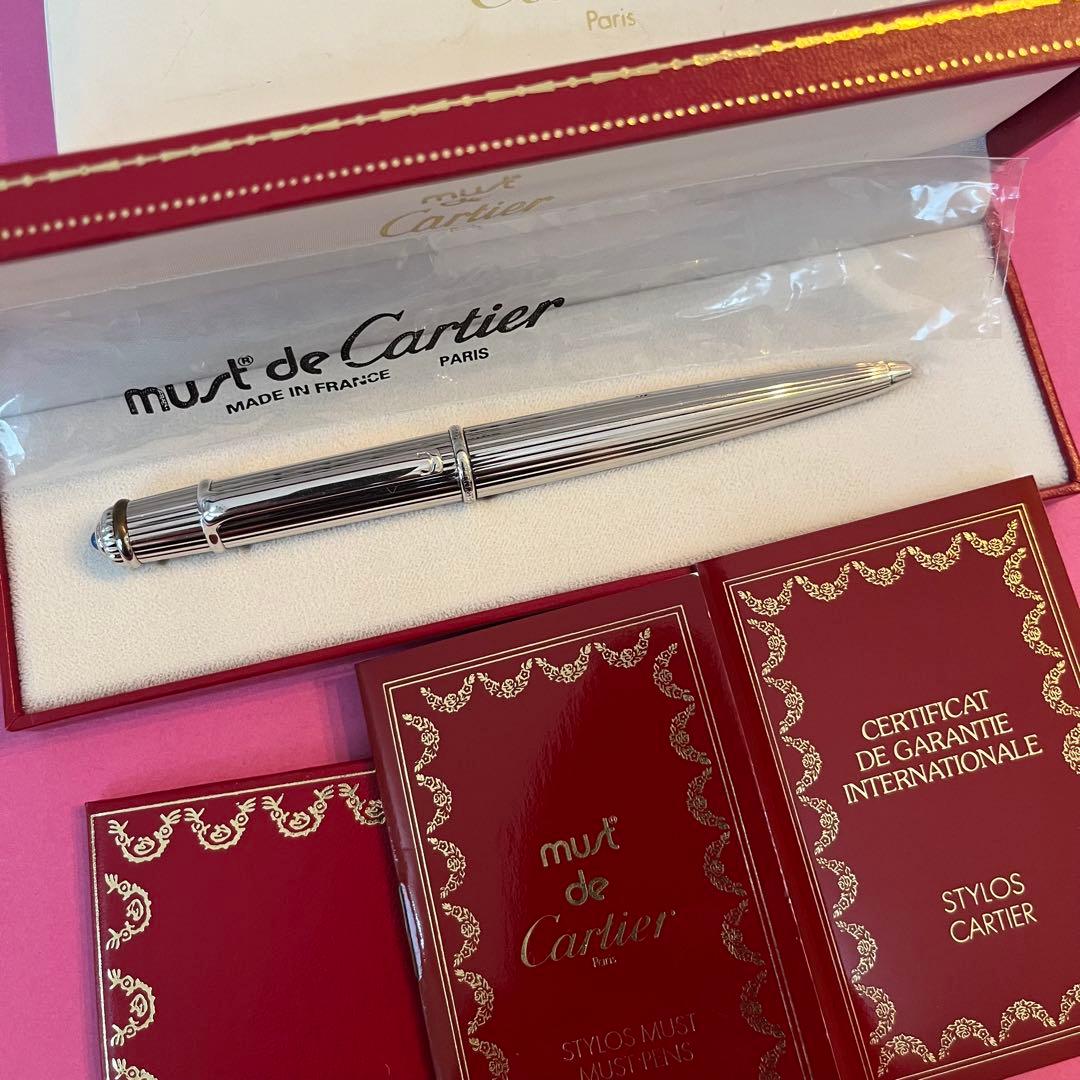 Cartier
Paris
must
de
Cartier
must® de Cartier
MADE IN FRANCE PARIS
must
de
Cartier
Paris
STYLOS MUST
MUST PENS
CERTIFICAT
DE GARANTIE
INTERNATIONALE
STYLOS
CARTIER